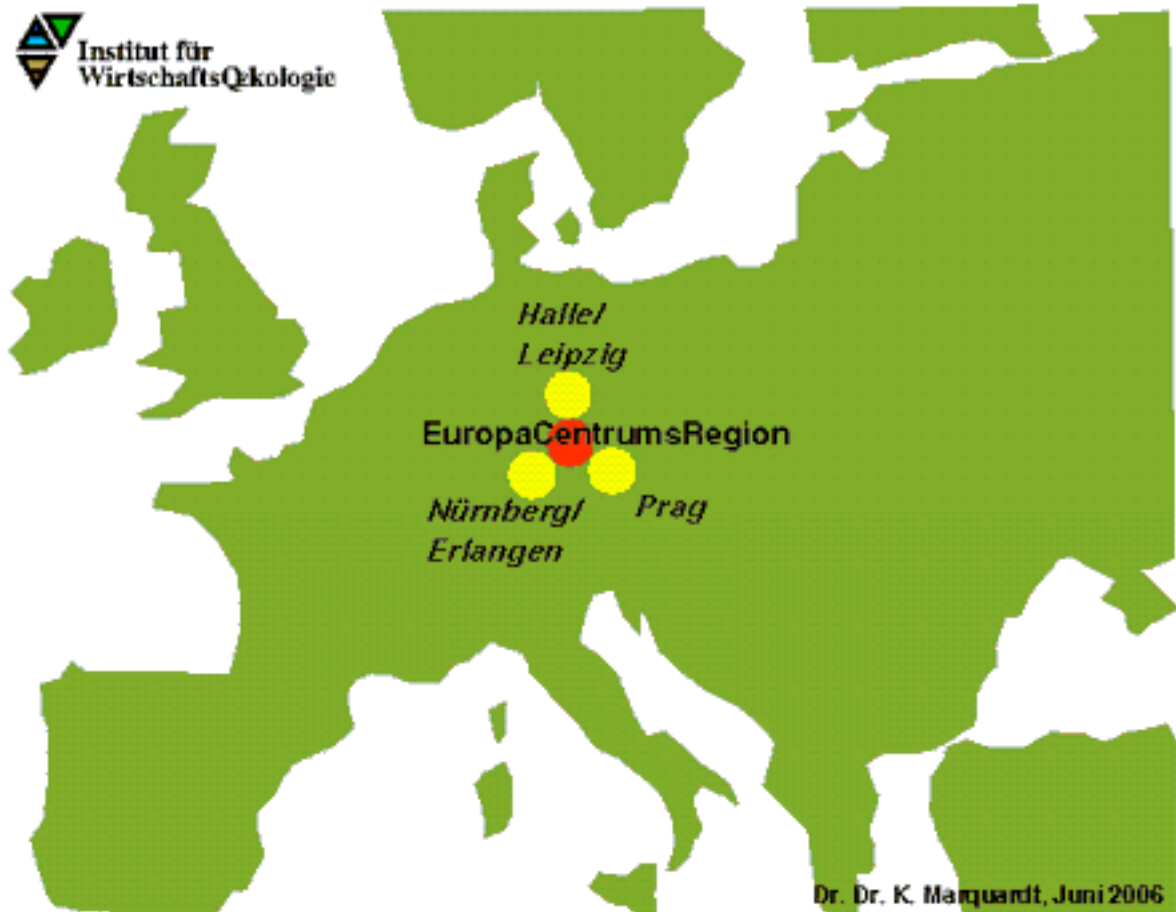 Institut für
WirtschaftsOekologie
Halle/
Leipzig
EuropaCentrumsRegion
Nürnberg/
Erlangen
Prag
Dr. Dr. K. Marquardt, Juni 2006